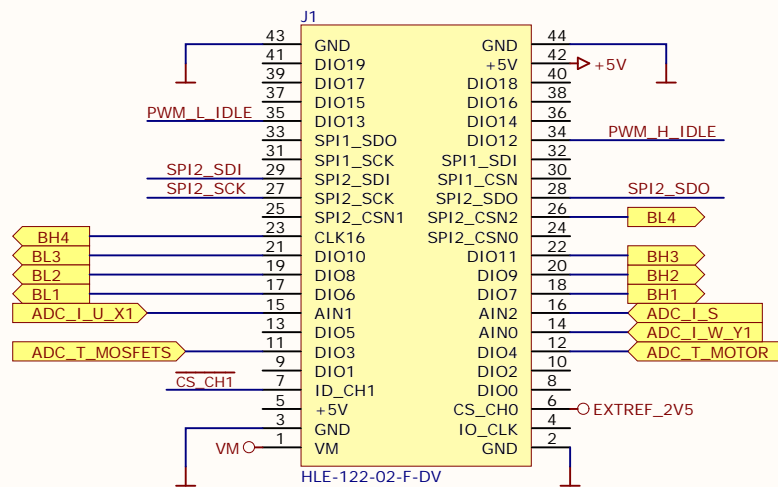 J1
43 GND GND 44
41 DIO19 +5V 42 +5V
39 DIO17 DIO18 40
37 DIO15 DIO16 38
PWM_L_IDLE 35 DIO13 DIO14 36
33 SPI1_SDO DIO12 34 PWM_H_IDLE
31 SPI1_SCK SPI1_SDI 32
SPI2_SDI 29 SPI2_SDI SPI1_CSN 30
SPI2_SCK 27 SPI2_SCK SPI2_SDO 28 SPI2_SDO
25 SPI2_CSN1 SPI2_CSN2 26 BL4
BH4 23 CLK16 SPI2_CSN0 24
BL3 21 DIO10 DIO11 22 BH3
BL2 19 DIO8 DIO9 20 BH2
BL1 17 DIO6 DIO7 18 BH1
ADC_I_U_X1 15 AIN1 AIN2 16 ADC_I_S
13 DIO5 AIN0 14 ADC_I_W_Y1
ADC_T_MOSFETS 11 DIO3 DIO4 12 ADC_T_MOTOR
9 DIO1 DIO2 10
CS_CH1 7 ID_CH1 DIO0 8
5 +5V CS_CH0 6 EXTREF_2V5
3 GND IO_CLK 4
VM 1 VM GND 2
HLE-122-02-F-DV